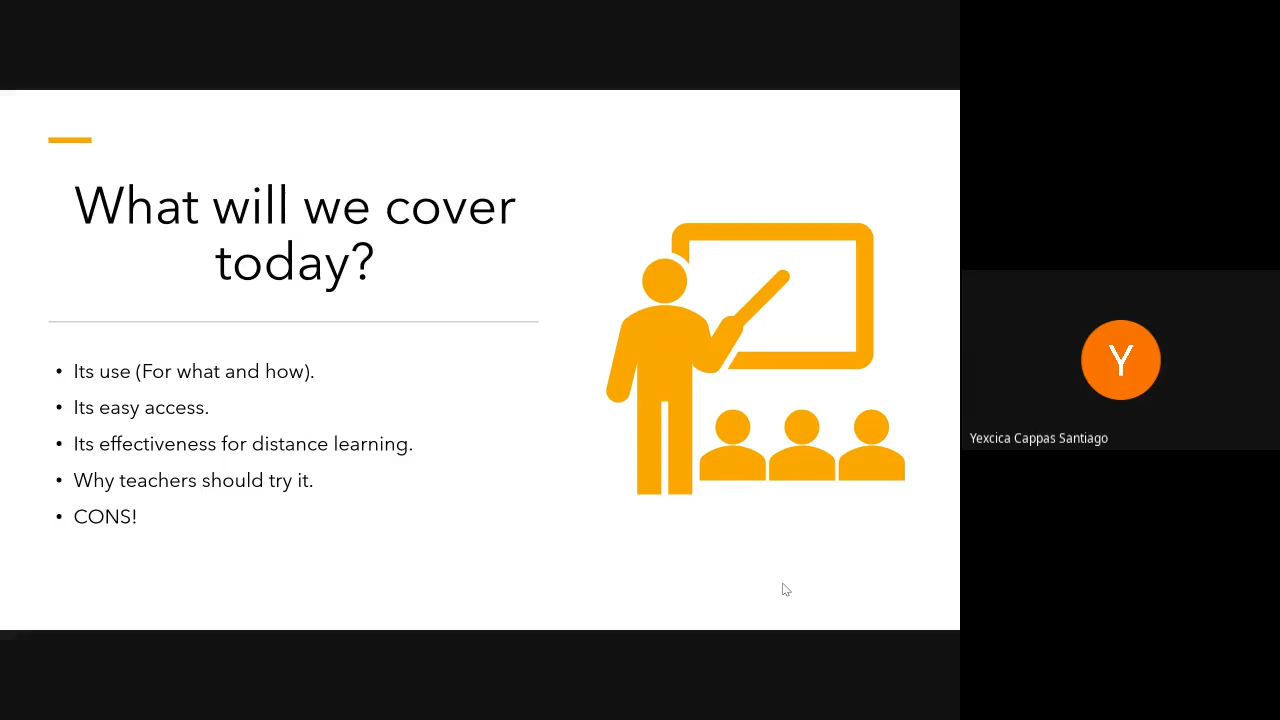 What will we cover
today?
• Its use (For what and how).
• Its easy access.
• Its effectiveness for distance learning.
• Why teachers should try it.
• CONS!
Y
Yexcica Cappas Santiago